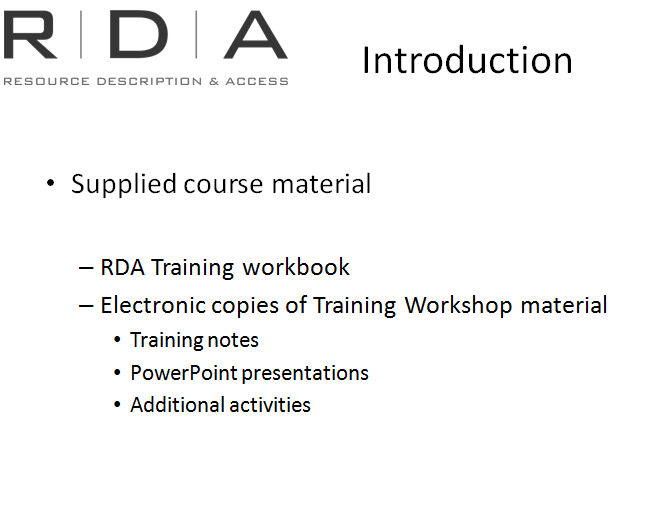 R | D | A
RESOURCE DESCRIPTION & ACCESS
Introduction
• Supplied course material
– RDA Training workbook
– Electronic copies of Training Workshop material
• Training notes
• PowerPoint presentations
• Additional activities